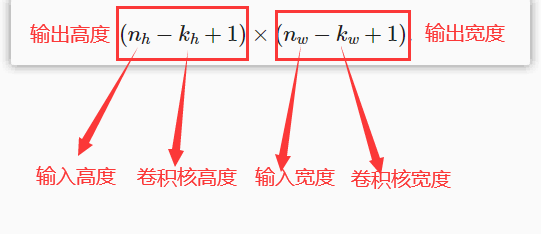 输出高度 (n_h − k_h + 1) × (n_w − k_w + 1). 输出宽度
输入高度 卷积核高度 输入宽度 卷积核宽度